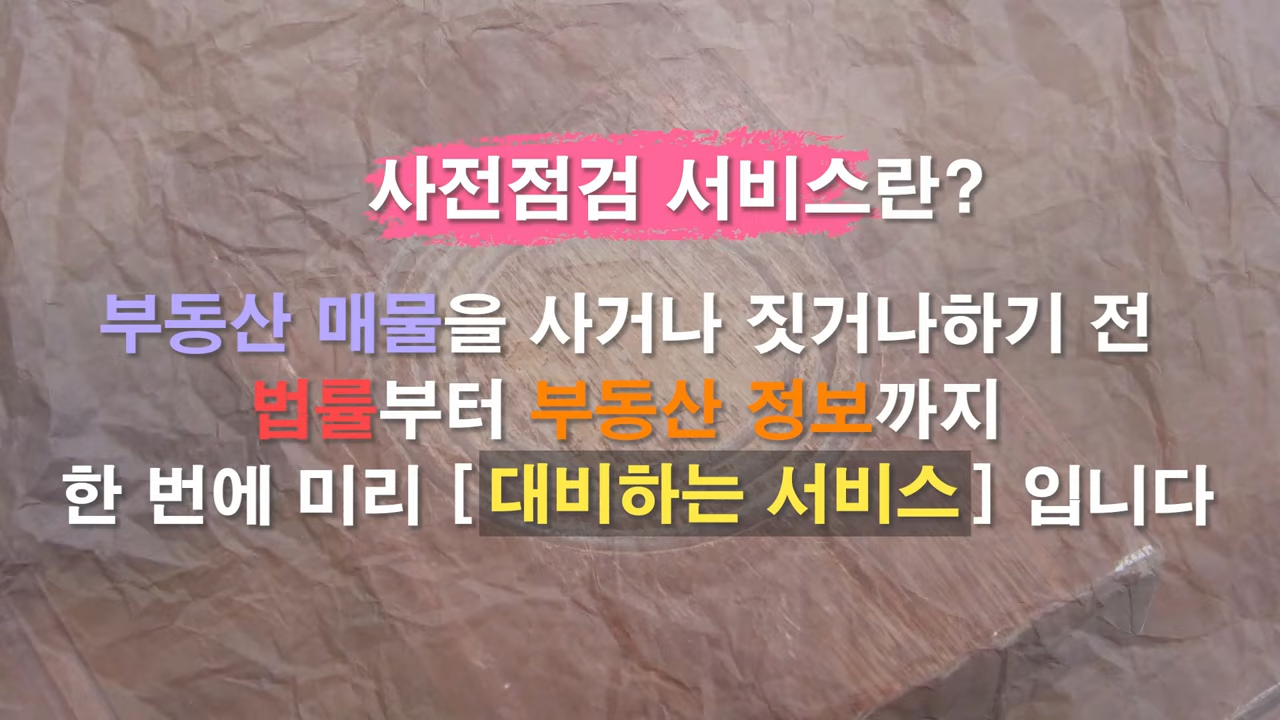 사전점검 서비스란?
부동산 매물을 사거나 짓거나하기 전
법률부터 부동산 정보까지
한 번에 미리 [대비하는 서비스] 입니다